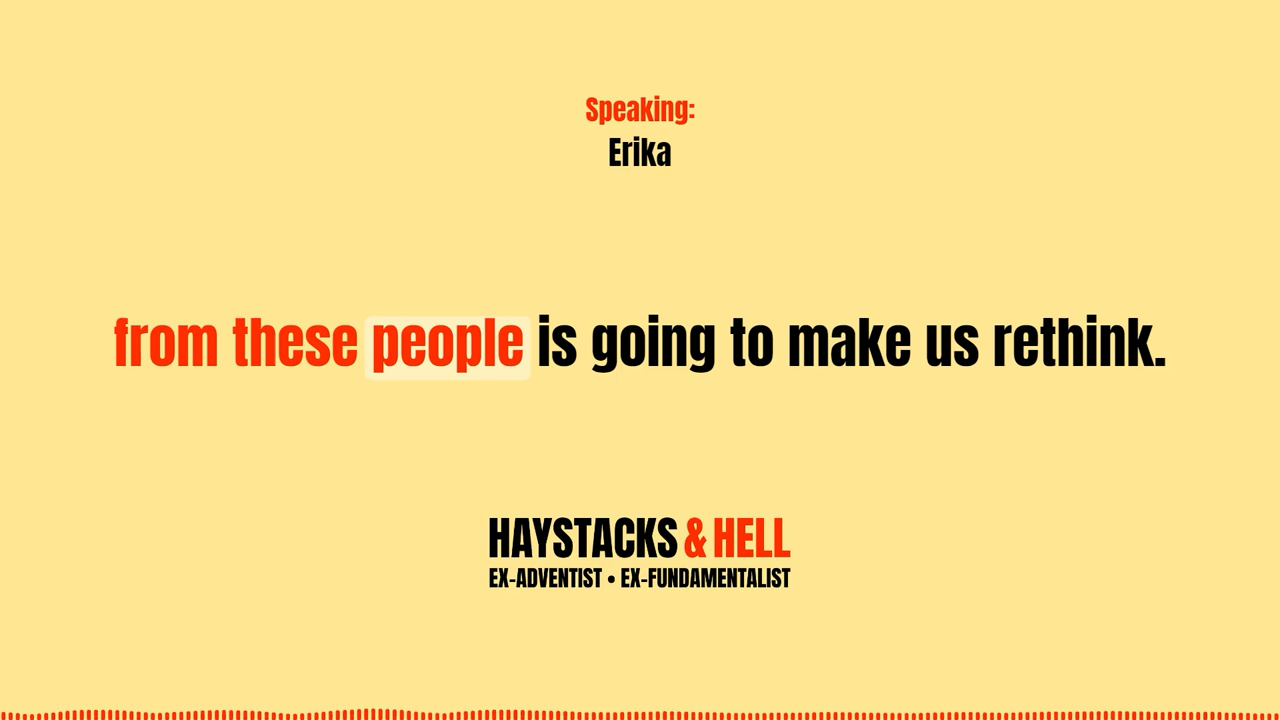 Speaking:
Erika
from these people is going to make us rethink.
HAYSTACKS & HELL
EX-ADVENTIST • EX-FUNDAMENTALIST